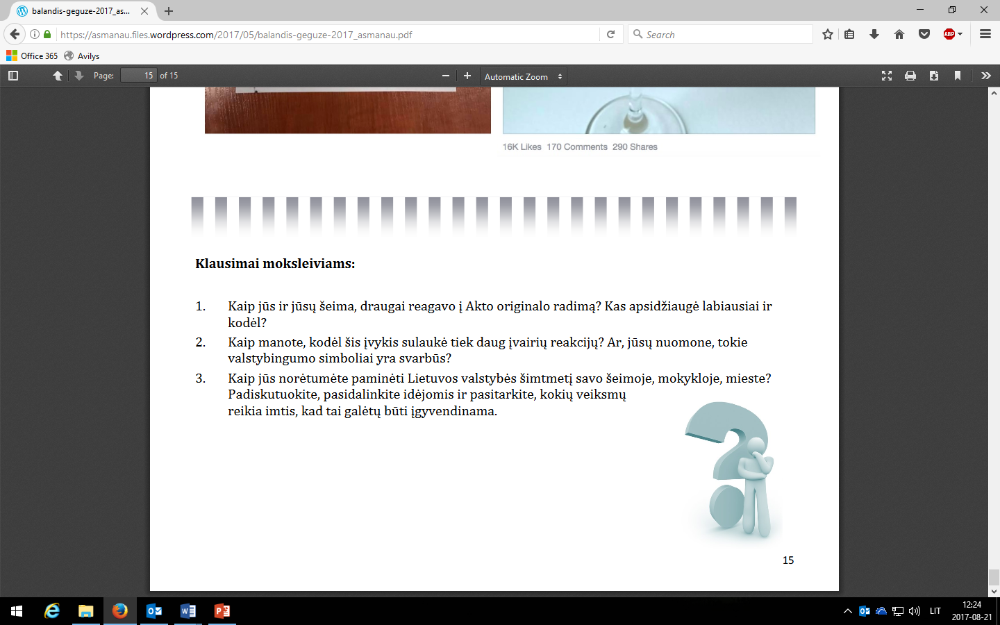 balandis-geguze-2017_as...
https://asmanau.files.wordpress.com/2017/05/balandis-geguze-2017_asmanau.pdf
Search
ABP
Office 365
Avilys
Page:
15
of 15
Automatic Zoom
16K Likes 170 Comments 290 Shares
Klausimai moksleiviams:
1. Kaip jūs ir jūsų šeima, draugai reagavo į Akto originalo radimą? Kas apsidžiaugė labiausiai ir
kodėl?
2. Kaip manote, kodėl šis įvykis sulaukė tiek daug įvairių reakcijų? Ar, jūsų nuomone, tokie
valstybingumo simboliai yra svarbūs?
3. Kaip jūs norėtumėte paminėti Lietuvos valstybės šimtmetį savo šeimoje, mokykloje, mieste?
Padiskutuokite, pasidalinkite idėjomis ir pasitarkite, kokių veiksmų
reikia imtis, kad tai galėtų būti įgyvendinama.
15
LIT
12:24
2017-08-21